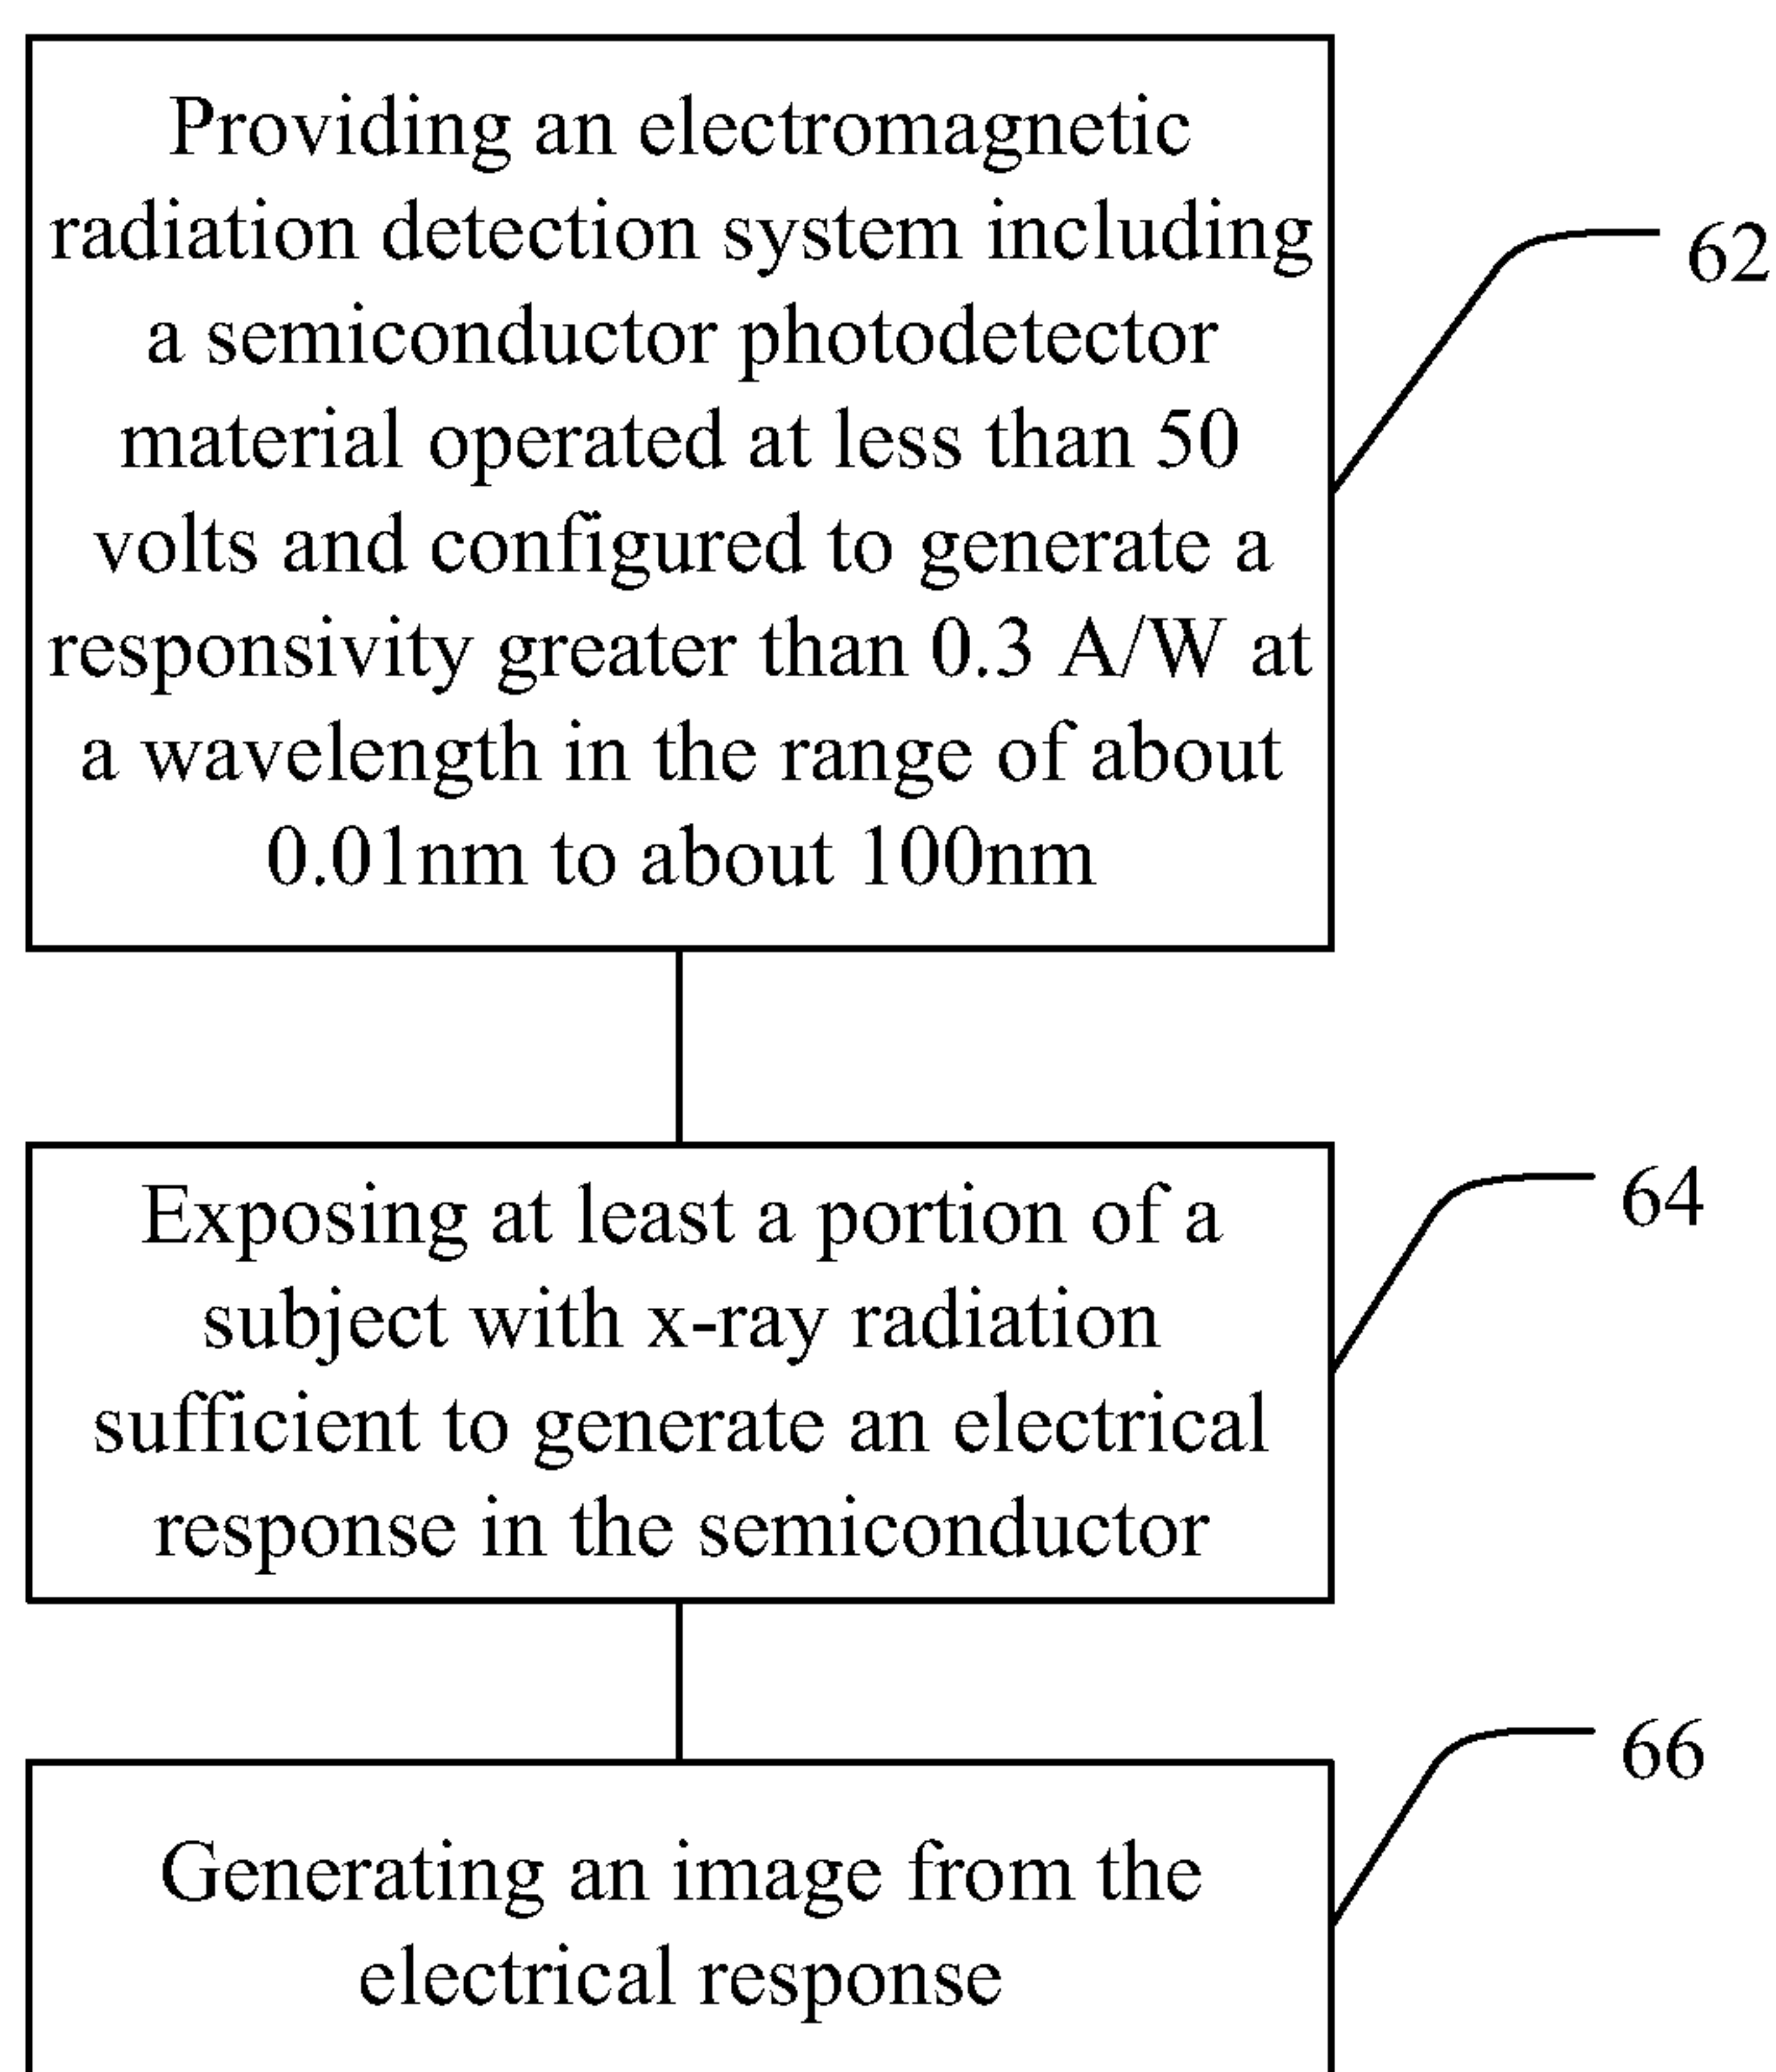 Providing an electromagnetic
radiation detection system including
a semiconductor photodetector
material operated at less than 50
volts and configured to generate a
responsivity greater than 0.3 A/W at
a wavelength in the range of about
0.01nm to about 100nm
62
Exposing at least a portion of a
subject with x-ray radiation
sufficient to generate an electrical
response in the semiconductor
64
Generating an image from the
electrical response
66